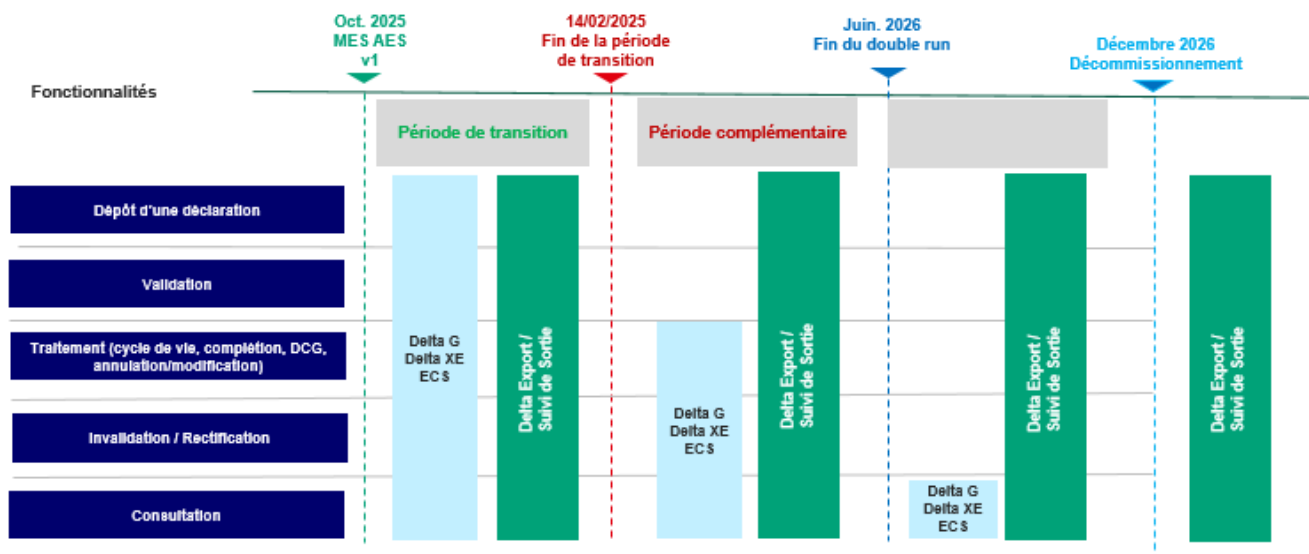 Oct. 2025
MES AES
v1
14/02/2025
Fin de la période
de transition
Juin. 2026
Fin du double run
Décembre 2026
Décommissionnement
Fonctionnalités
Période de transition
Période complémentaire
Dépôt d'une déclaration
Validation
Traitement (cycle de vie, complétion, DCG,
annulation/modification)
Invalidation / Rectification
Consultation
Delta G
Delta XE
ECS
Delta Export /
Suivi de Sortie
Delta G
Delta XE
ECS
Delta Export /
Suivi de Sortie
Delta G
Delta XE
ECS
Delta Export /
Suivi de Sortie
Delta Export /
Suivi de Sortie